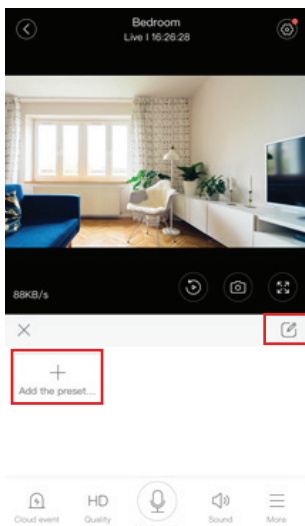 Bedroom
Live I 16:26:28
88KB/s
Add the preset...
HD
Cloud event Quality Sound More